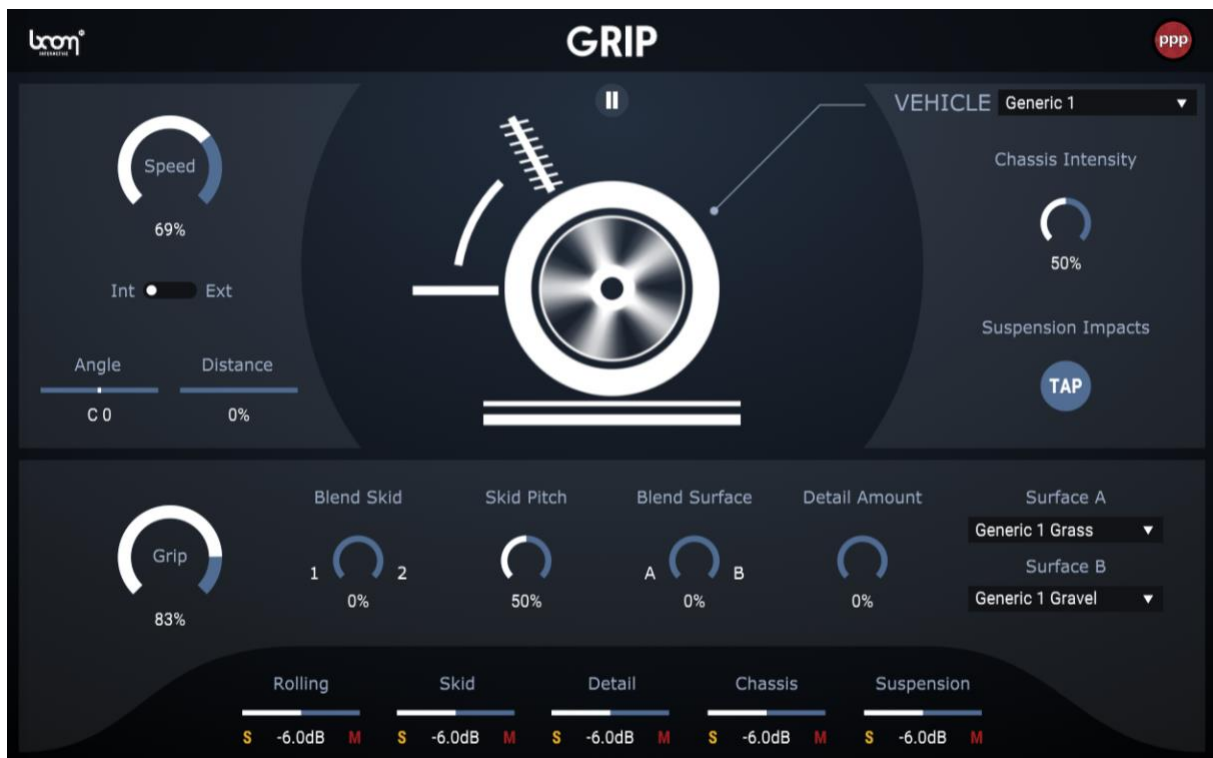 boom
INTERACTIVE
GRIP
ppp
VEHICLE Generic 1
Speed
69%
Int Ext
Angle Distance
C 0 0%
Chassis Intensity
50%
Suspension Impacts
TAP
Grip
83%
Blend Skid
1 2
0%
Skid Pitch
50%
Blend Surface
A B
0%
Detail Amount
0%
Surface A
Generic 1 Grass
Surface B
Generic 1 Gravel
Rolling Skid Detail Chassis Suspension
S -6.0dB M S -6.0dB M S -6.0dB M S -6.0dB M S -6.0dB M